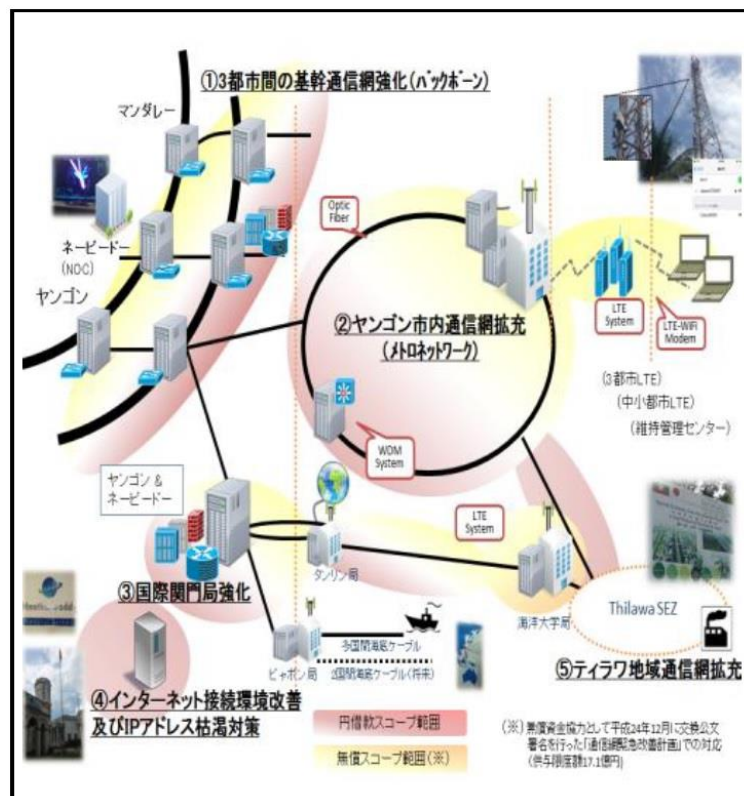 ①3都市間の基幹通信網強化(バックボーン)
マンダレー
ネーピードー
(NOC)
ヤンゴン
Optic
Fiber
②ヤンゴン市内通信網拡充
(メトロネットワーク)
LTE
System
LTE-WiFi
Modem
(3都市LTE)
(中小都市LTE)
(維持管理センター)
WDM
System
ヤンゴン &
ネーピードー
LTE
System
タンリン局
③国際関門局強化
海洋大学局
Thilawa SEZ
多国間海底ケーブル
ピャポン局
2国間海底ケーブル(将来)
⑤ティラワ地域通信網拡充
④インターネット接続環境改善
及びIPアドレス枯渇対策
円借款スコープ範囲
無償スコープ範囲(※)
(※) 無償資金協力として平成24年12月に交換公文
署名を行った「通信網緊急改善計画」での対応
(供与限度額17.1億円)